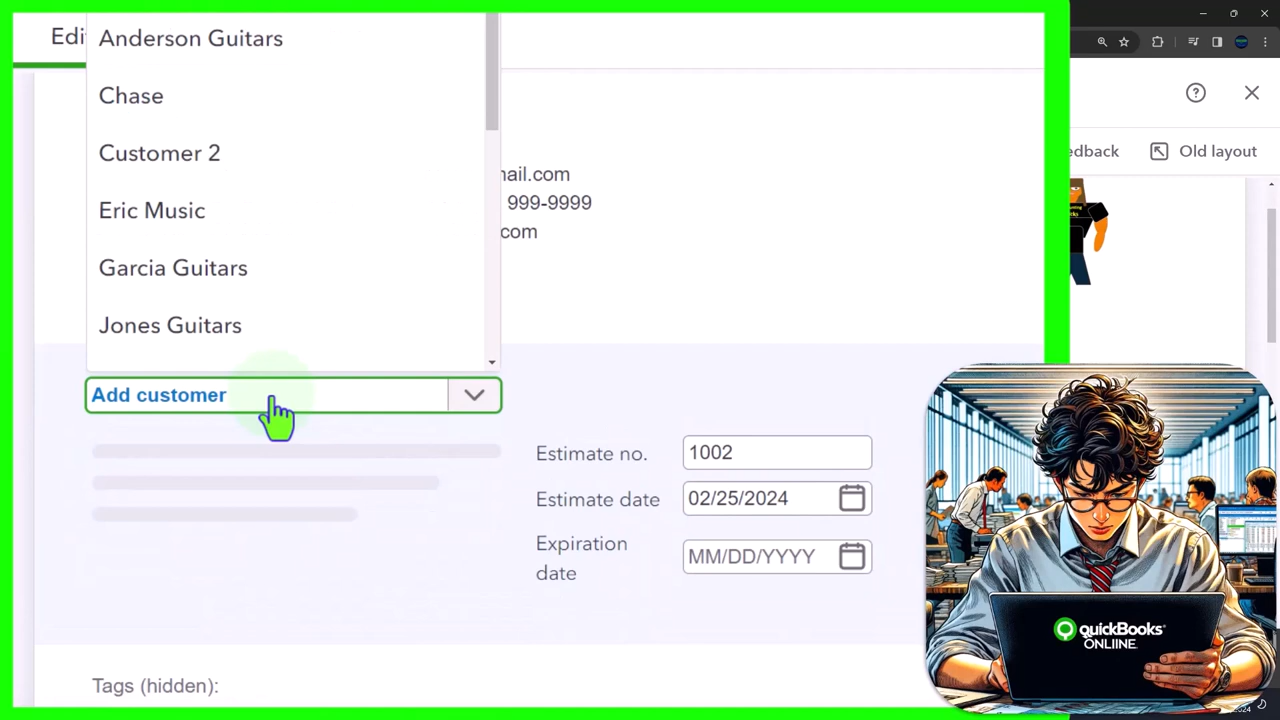 Edi
Anderson Guitars
Chase
Customer 2
Eric Music
Garcia Guitars
Jones Guitars
nail.com
999-9999
.com
edback
Old layout
Add customer
Estimate no.
1002
Estimate date
02/25/2024
Expiration
date
MM/DD/YYYY
Tags (hidden):
quickBooks
ONLIINE